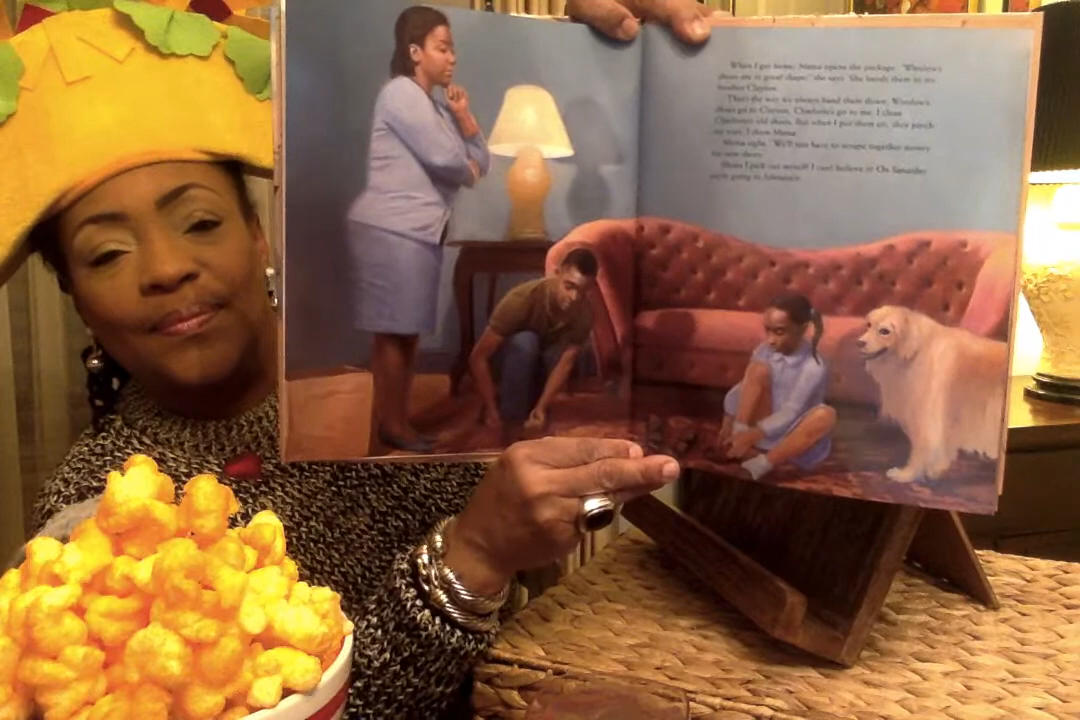 When I get home, Mama opens the package. "Winslow's
shoes are in good shape," she says. She hands them to my
brother Clayton.
That's the way we always hand them down. Winslow's
shoes go to Clayton. Charlotte's go to me. I clean
Charlotte's old shoes. But when I put them on, they pinch
my toes. I show Mama.
Mama sighs. "We'll just have to scrape together money
for new shoes."
Shoes I pick out myself! I can't believe it! On Saturday
we're going to Johnson's.